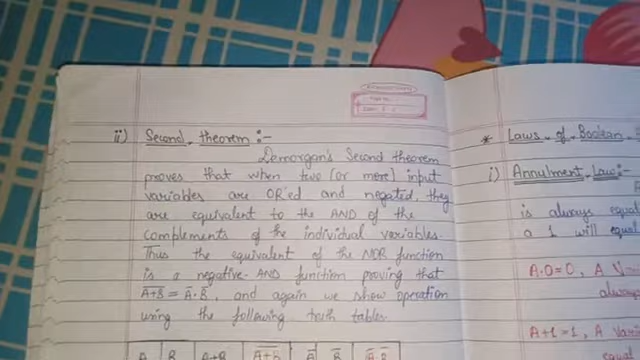 ii) Second theorem :-
Demorgan's Second theorem
proves that when two (or more) input
variables are OR'ed and negated, they
are equivalent to the AND of the
complements of the individual variables.
Thus the equivalent of the NOR function
is a negative-AND function proving that
A̅+̅B̅ = A̅.B̅, and again we show operation
using the following truth tables
A B A+B A̅+̅B̅ A̅ B̅ A̅.B̅
* Laws of Boolean
i) Annulment Law:-
is always equal
a 1 will equal
A.0=0, A
always
A+1=1, A Vari
equal